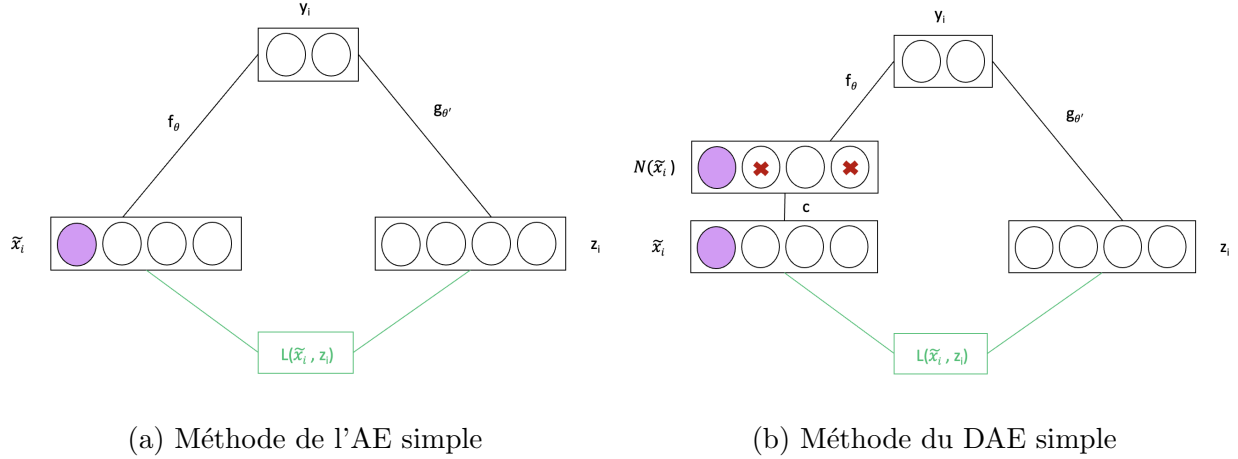 yᵢ
f_θ
g_θ'
x̃ᵢ
zᵢ
L(x̃ᵢ , zᵢ)
(a) Méthode de l'AE simple
yᵢ
f_θ
g_θ'
N(x̃ᵢ)
c
x̃ᵢ
zᵢ
L(x̃ᵢ , zᵢ)
(b) Méthode du DAE simple